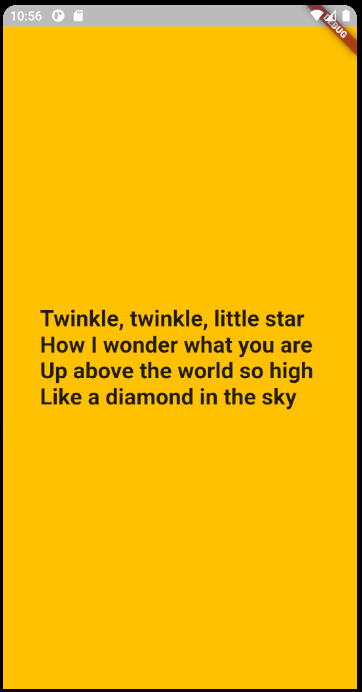 10:56
DEBUG
Twinkle, twinkle, little star
How I wonder what you are
Up above the world so high
Like a diamond in the sky